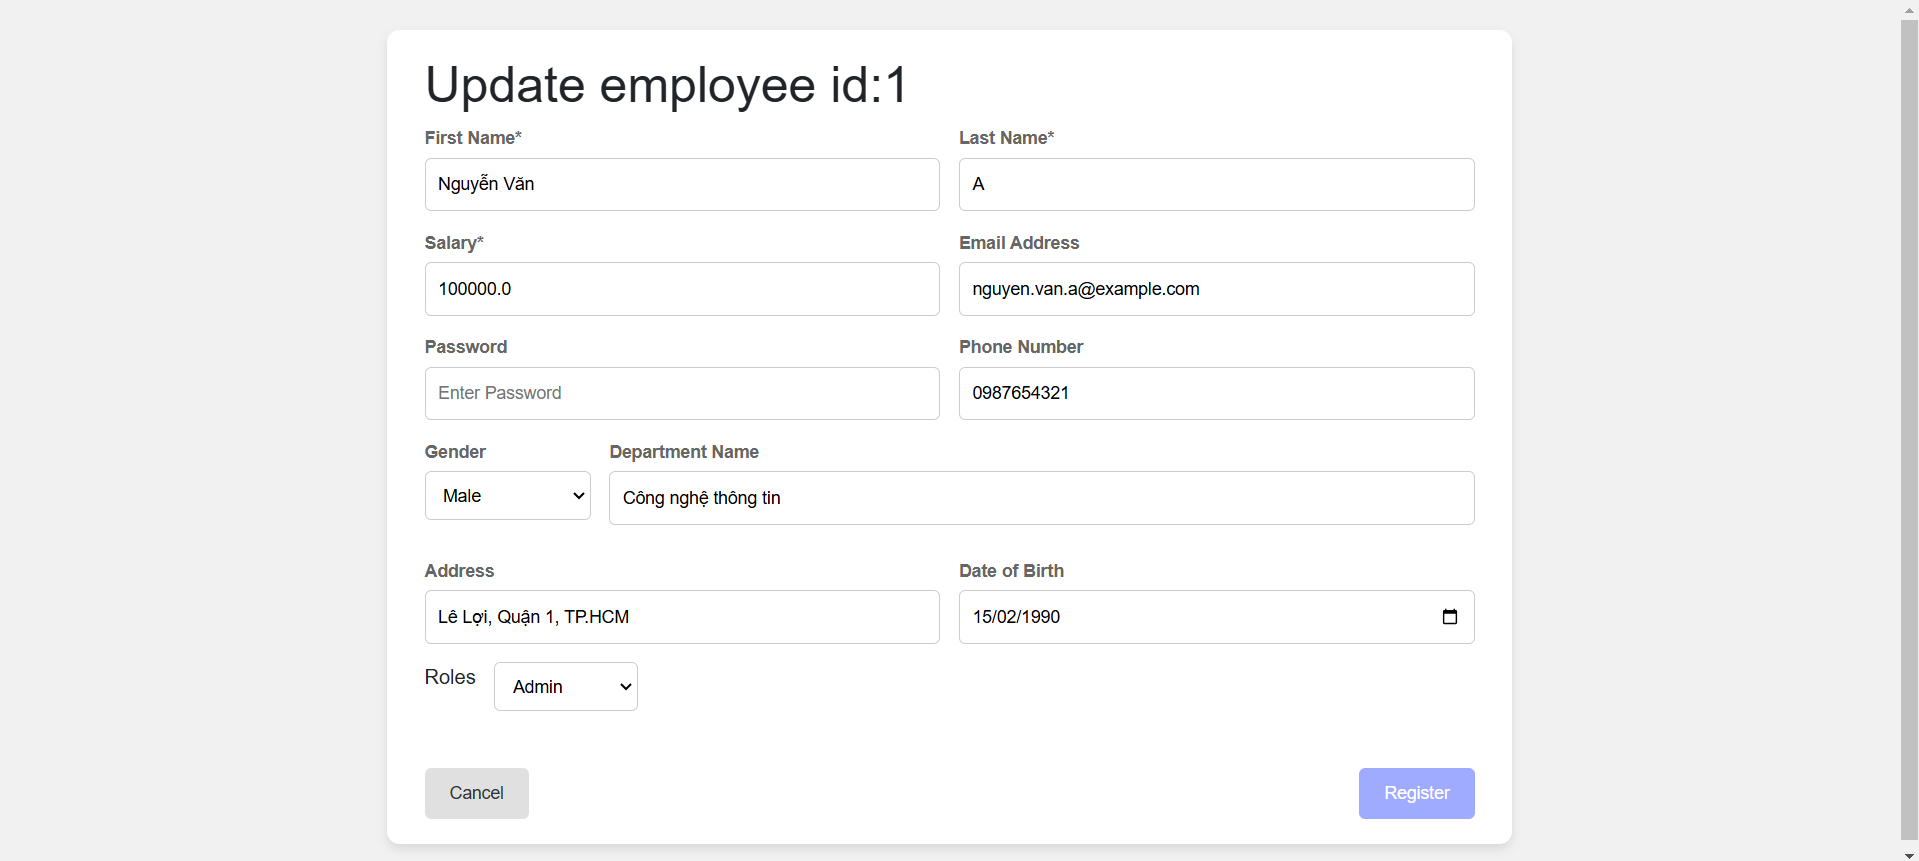 Update employee id:1
First Name*
Last Name*
Nguyễn Văn
A
Salary*
Email Address
100000.0
nguyen.van.a@example.com
Password
Phone Number
Enter Password
0987654321
Gender
Department Name
Male
Công nghệ thông tin
Address
Date of Birth
Lê Lợi, Quận 1, TP.HCM
15/02/1990
Roles
Admin
Cancel
Register